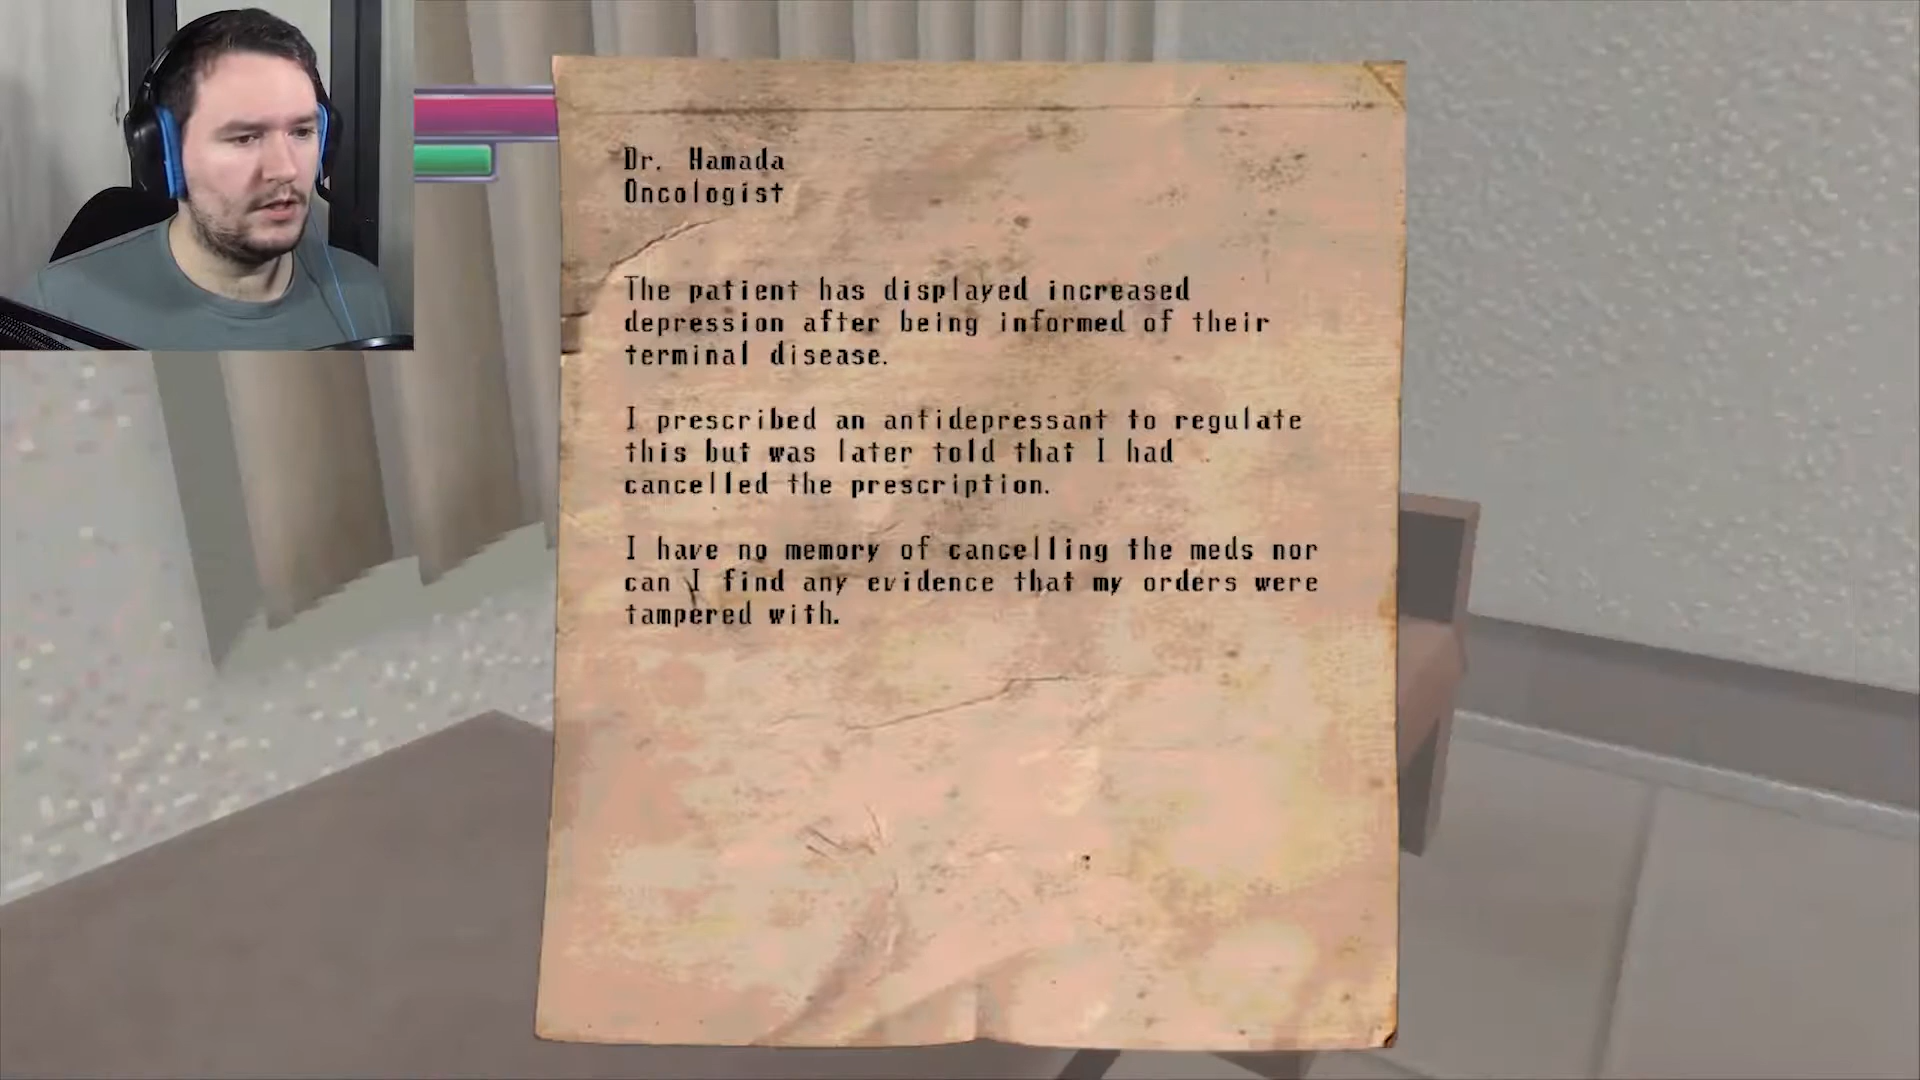 Dr. Hamada
Oncologist
The patient has displayed increased
depression after being informed of their
terminal disease.
I prescribed an antidepressant to regulate
this but was later told that I had
cancelled the prescription.
I have no memory of cancelling the meds nor
can I find any evidence that my orders were
tampered with.